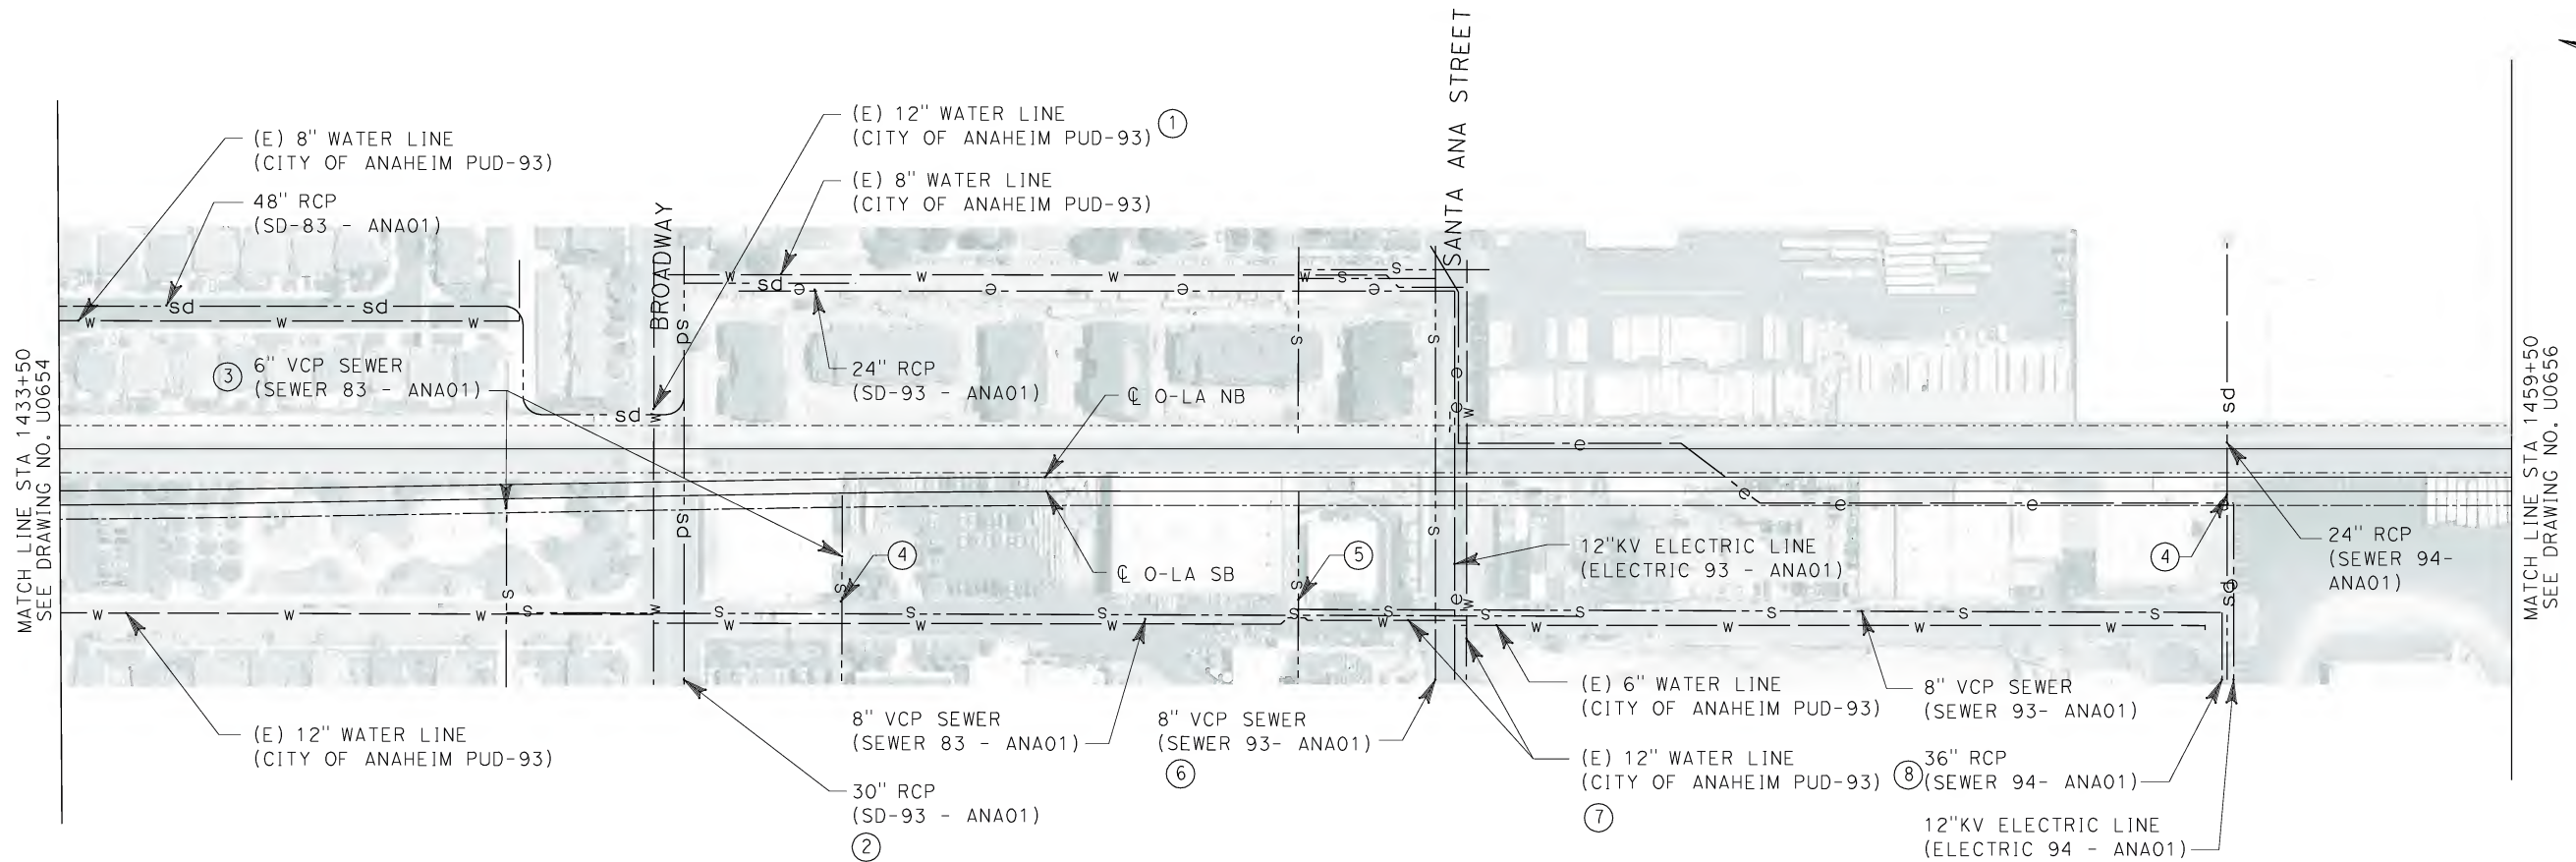 SANTA ANA STREET
(E) 12" WATER LINE
(CITY OF ANAHEIM PUD-93)
1
(E) 8" WATER LINE
(CITY OF ANAHEIM PUD-93)
(E) 8" WATER LINE
(CITY OF ANAHEIM PUD-93)
48" RCP
(SD-83 - ANA01)
BROADWAY
MATCH LINE STA 1433+50
SEE DRAWING NO. U0654
MATCH LINE STA 1459+50
SEE DRAWING NO. U0656
3
6" VCP SEWER
(SEWER 83 - ANA01)
24" RCP
(SD-93 - ANA01)
℄ O-LA NB
℄ O-LA SB
4
5
12"KV ELECTRIC LINE
(ELECTRIC 93 - ANA01)
4
24" RCP
(SEWER 94-
ANA01)
(E) 12" WATER LINE
(CITY OF ANAHEIM PUD-93)
8" VCP SEWER
(SEWER 83 - ANA01)
30" RCP
(SD-93 - ANA01)
2
8" VCP SEWER
(SEWER 93- ANA01)
6
(E) 6" WATER LINE
(CITY OF ANAHEIM PUD-93)
(E) 12" WATER LINE
(CITY OF ANAHEIM PUD-93)
7
8" VCP SEWER
(SEWER 93- ANA01)
8
36" RCP
(SEWER 94- ANA01)
12"KV ELECTRIC LINE
(ELECTRIC 94 - ANA01)
sd sd
w w w
sd
w
sd
w w w w
sd
e e e e
s
s
s
s
e
e
w
e
e
e
e
sd
s
w w w
s
w
sd
s
s s s s s s s s s s
w w w w w w w w
s
e
w
sd
e